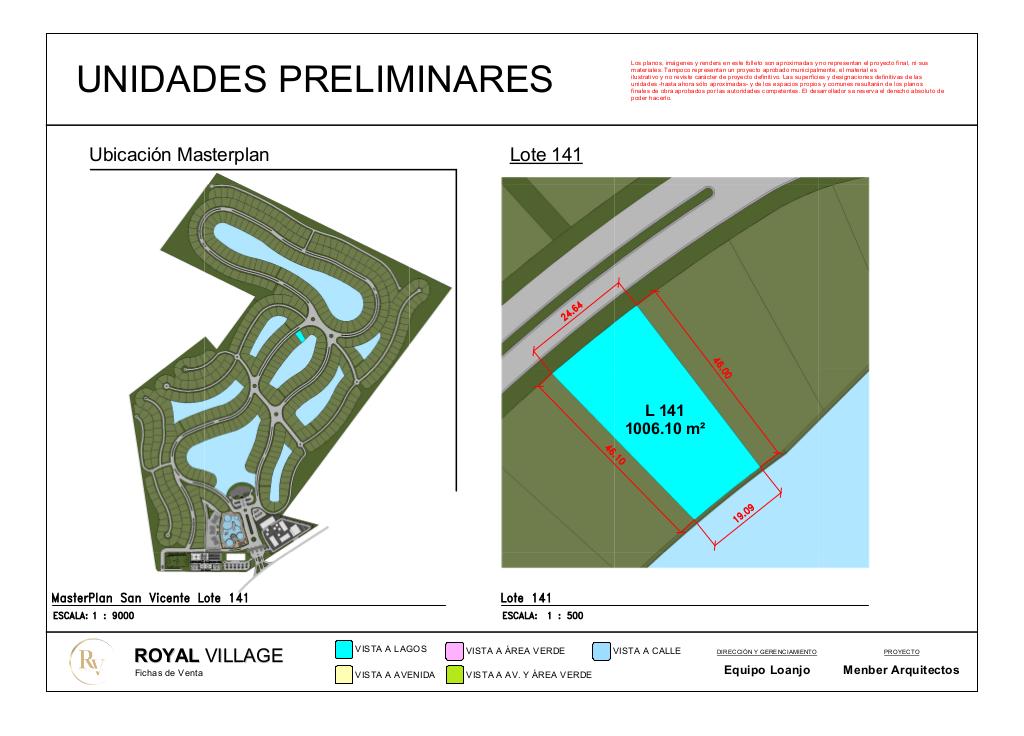 UNIDADES PRELIMINARES
Los planos, imágenes y renders en este folleto son aproximadas y no representan el proyecto final, ni sus
materiales. Tampoco representan un proyecto aprobado municipalmente, el material es
ilustrativo y no reviste carácter de proyecto definitivo. Las superficies y designaciones definitivas de las
unidades -hasta ahora sólo aproximadas- y de los espacios propios y comunes resultarán de los planos
finales de obra aprobados por las autoridades competentes. El desarrollador se reserva el derecho absoluto de
poder hacerlo.
Ubicación Masterplan
Lote 141
24.64
46.00
L 141
1006.10 m²
46.10
19.09
MasterPlan San Vicente Lote 141
ESCALA: 1 : 9000
Lote 141
ESCALA: 1 : 500
RV
ROYAL VILLAGE
Fichas de Venta
VISTA A LAGOS
VISTA A ÁREA VERDE
VISTA A CALLE
VISTA A AVENIDA
VISTA A AV. Y ÁREA VERDE
DIRECCIÓN Y GERENCIAMIENTO
Equipo Loanjo
PROYECTO
Menber Arquitectos